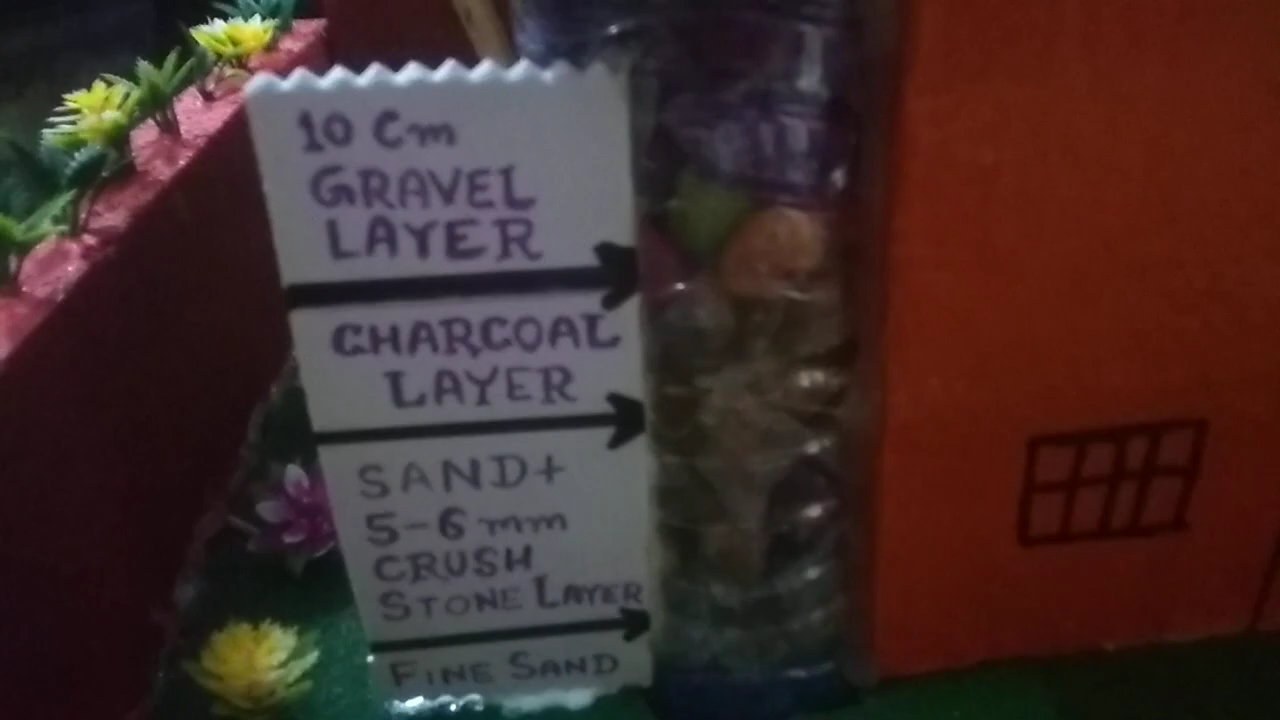 10 Cm
GRAVEL
LAYER
CHARCOAL
LAYER
SAND+
5-6 mm
CRUSH
STONE LAYER
FINE SAND